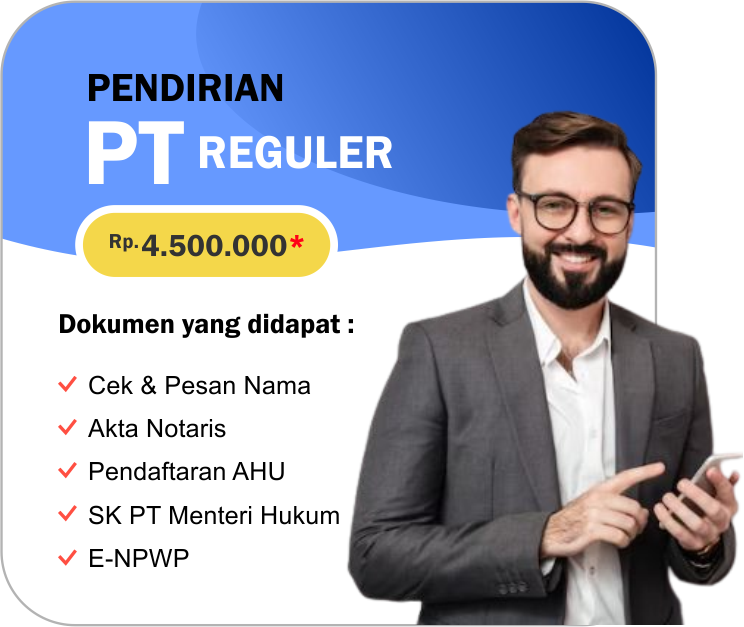 PENDIRIAN
PT REGULER
Rp.4.500.000*
Dokumen yang didapat :
Cek & Pesan Nama
Akta Notaris
Pendaftaran AHU
SK PT Menteri Hukum
E-NPWP